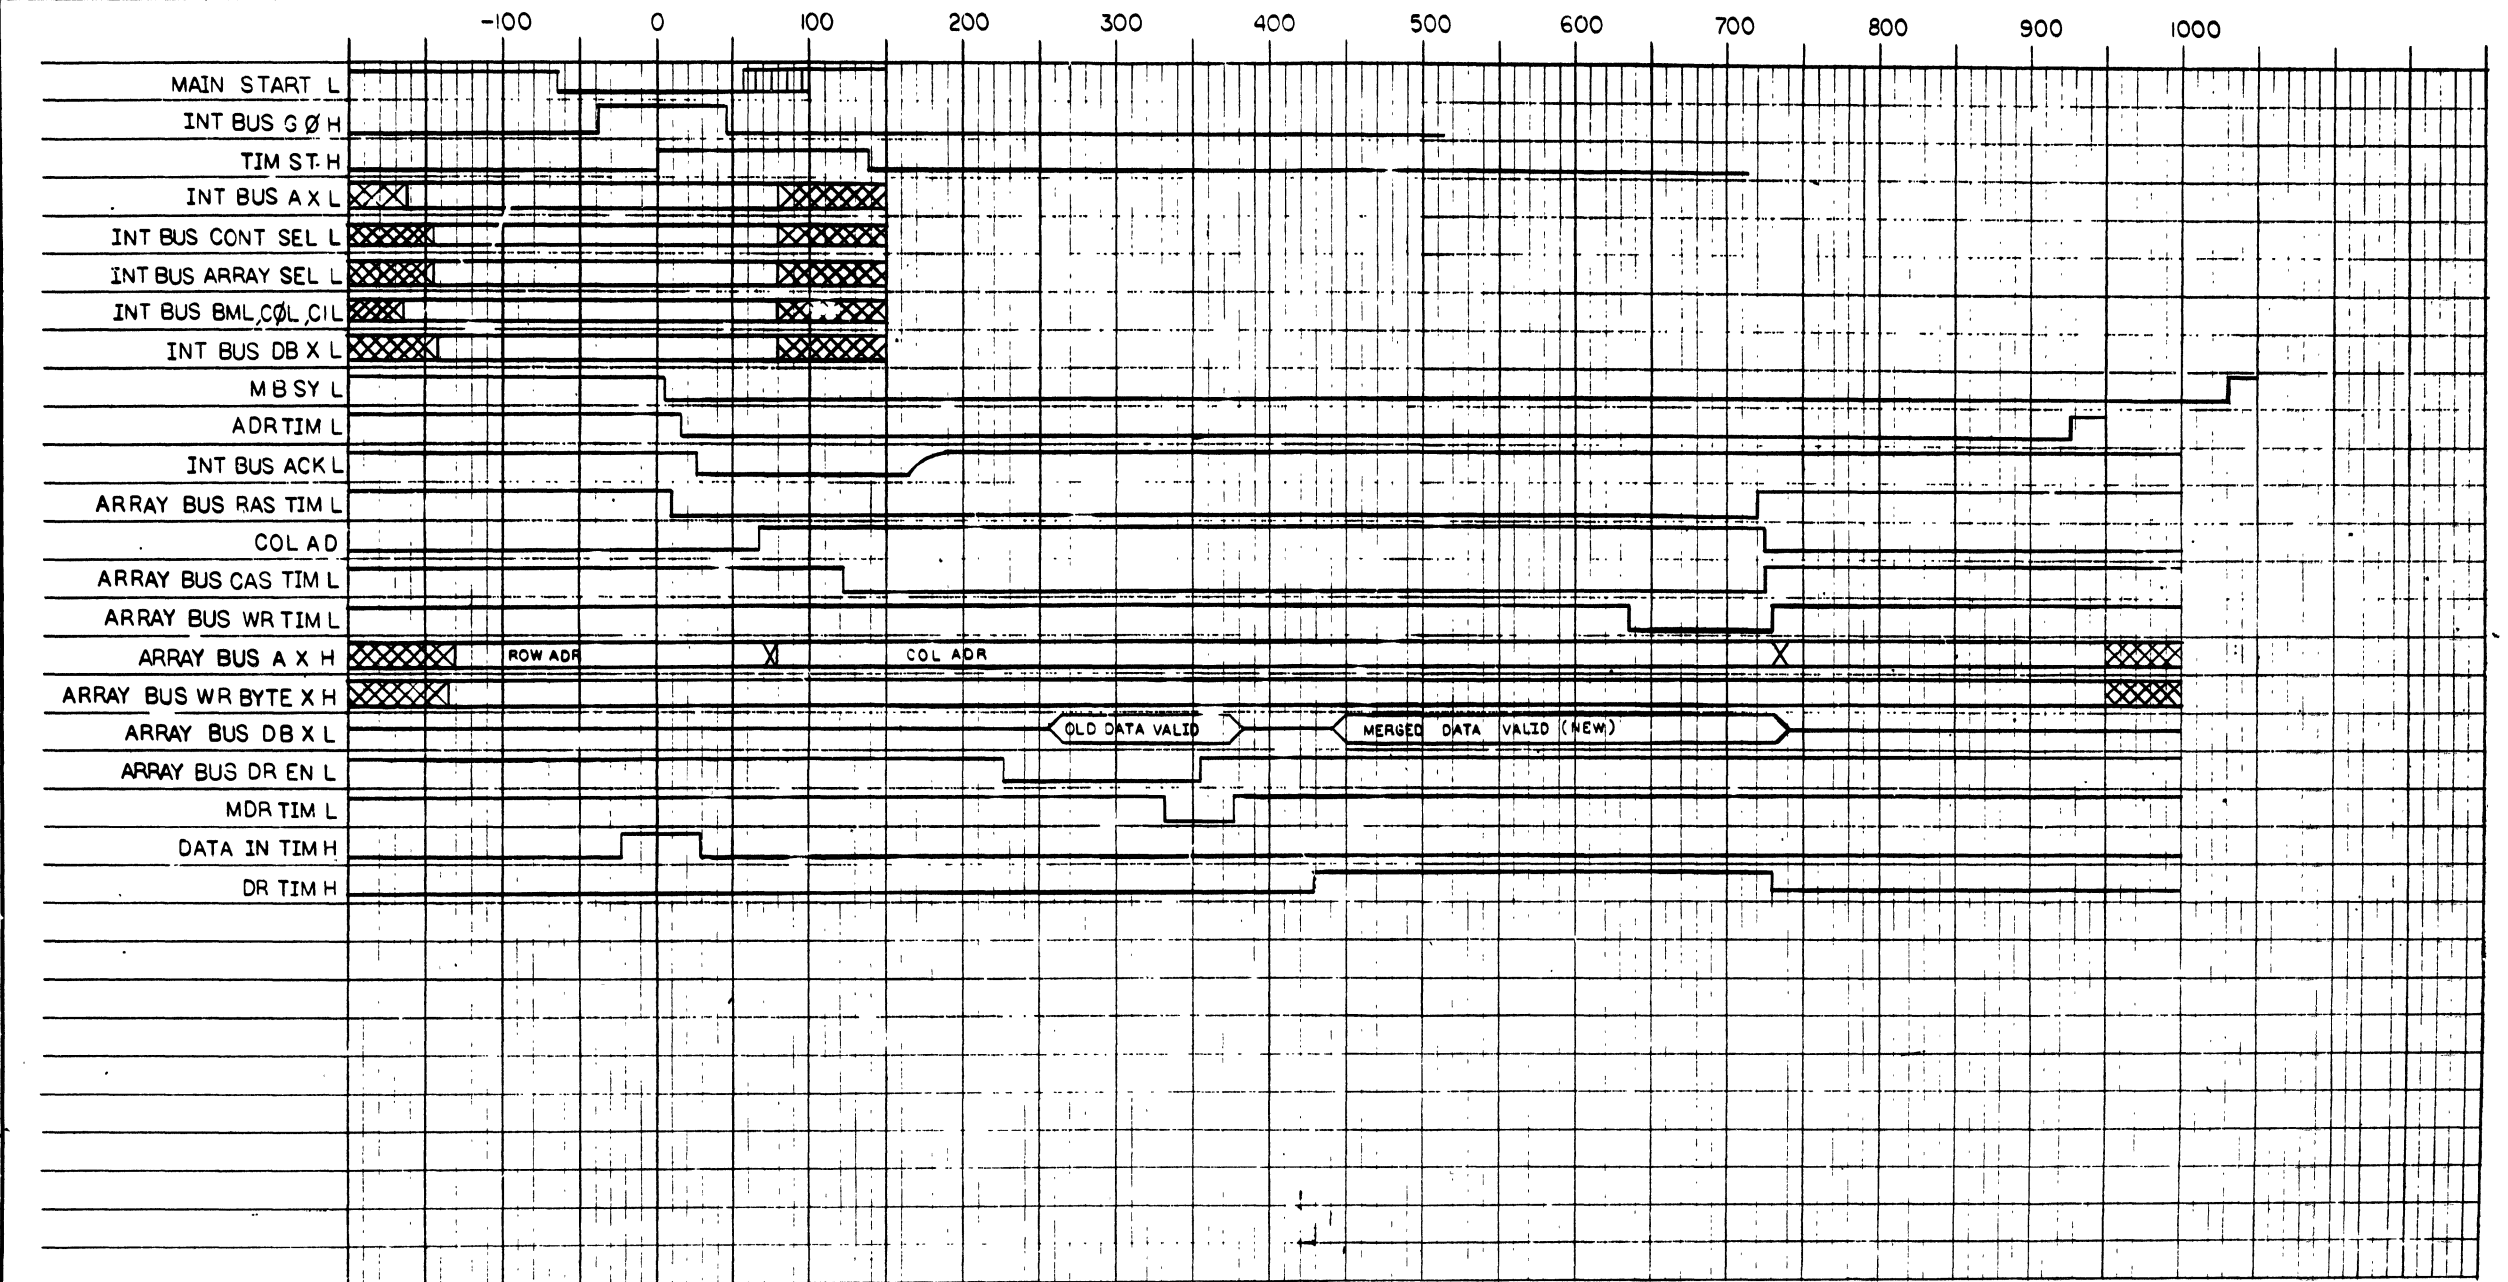 -100 0 100 200 300 400 500 600 700 800 900 1000
MAIN START L
INT BUS GØ H
TIM ST H
INT BUS A X L
INT BUS CONT SEL L
INT BUS ARRAY SEL L
INT BUS BML,CØL,C1L
INT BUS DB X L
MBSY L
ADRTIM L
INT BUS ACK L
ARRAY BUS RAS TIM L
COL AD
ARRAY BUS CAS TIM L
ARRAY BUS WR TIM L
ARRAY BUS A X H ROW ADR COL ADR
ARRAY BUS WR BYTE X H
ARRAY BUS DB X L OLD DATA VALID MERGED DATA VALID (NEW)
ARRAY BUS DR EN L
MDR TIM L
DATA IN TIM H
DR TIM H